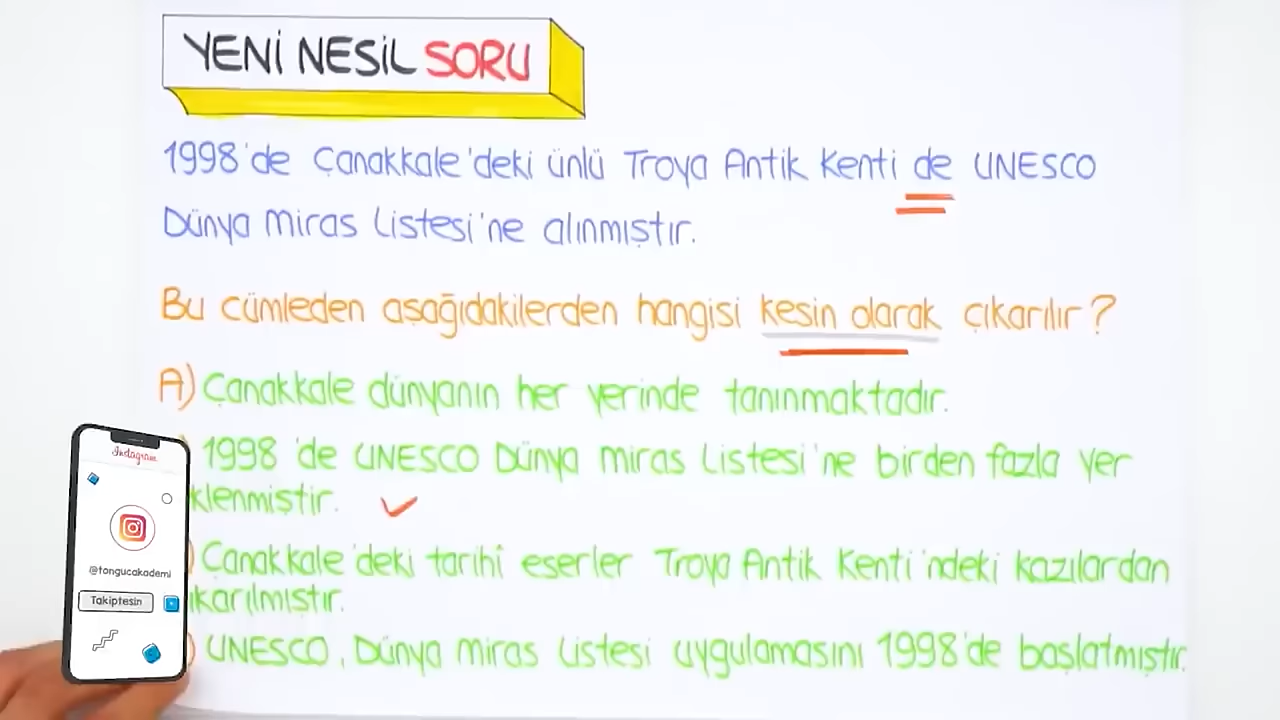 YENİ NESİL SORU
1998'de Çanakkale'deki ünlü Troya Antik Kenti de UNESCO
Dünya Miras Listesi'ne alınmıştır.
Bu cümleden aşağıdakilerden hangisi kesin olarak çıkarılır?
A) Çanakkale dünyanın her yerinde tanınmaktadır.
) 1998'de UNESCO Dünya Miras Listesi'ne birden fazla yer
klenmiştir.
) Çanakkale'deki tarihî eserler Troya Antik Kenti'ndeki kazılardan
ıkarılmıştır.
) UNESCO, Dünya Miras Listesi uygulamasını 1998'de başlatmıştır.
Instagram
@tongucakademi
Takiptesin